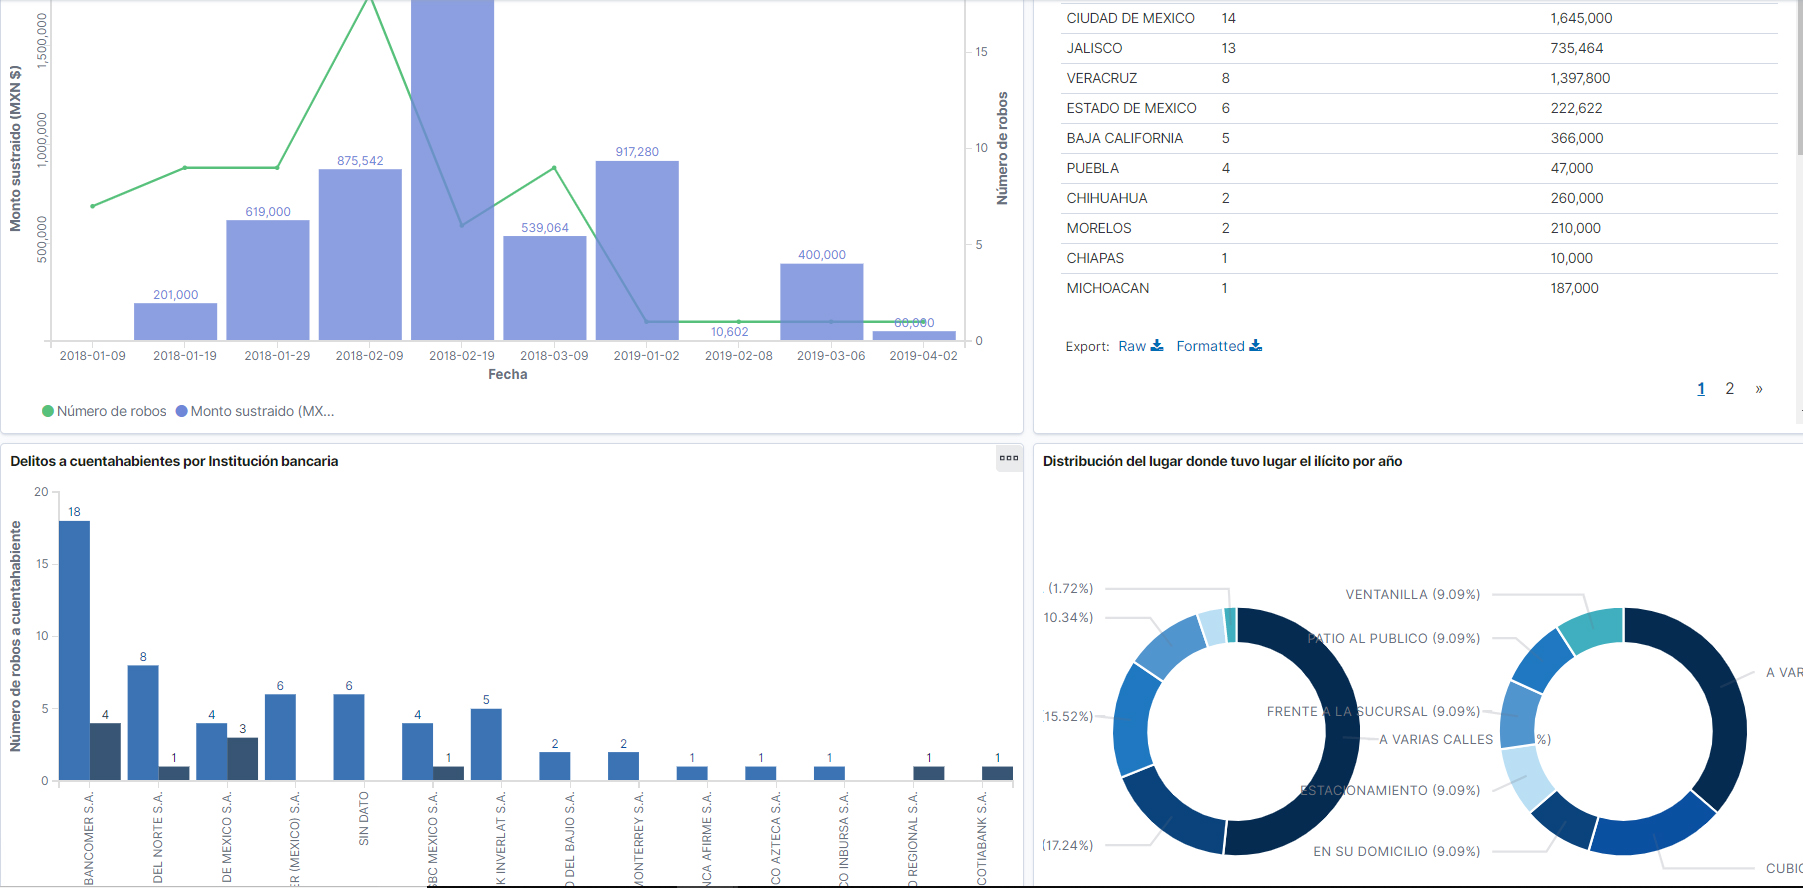 Monto sustraido (MXN $)
1,500,000
1,000,000
500,000
201,000
619,000
875,542
539,064
917,280
10,602
400,000
60,000
15
10
5
0
Número de robos
2018-01-09
2018-01-19
2018-01-29
2018-02-09
2018-02-19
2018-03-09
2019-01-02
2019-02-08
2019-03-06
2019-04-02
Fecha
Número de robos
Monto sustraido (MX...
CIUDAD DE MEXICO 14 1,645,000
JALISCO 13 735,464
VERACRUZ 8 1,397,800
ESTADO DE MEXICO 6 222,622
BAJA CALIFORNIA 5 366,000
PUEBLA 4 47,000
CHIHUAHUA 2 260,000
MORELOS 2 210,000
CHIAPAS 1 10,000
MICHOACAN 1 187,000
Export: Raw Formatted
1 2 »
Delitos a cuentahabientes por Institución bancaria
Número de robos a cuentahabiente
20
15
10
5
0
18
4
8
1
4
3
6
6
4
1
5
2
2
1
1
1
1
1
BANCOMER S.A.
DEL NORTE S.A.
DE MEXICO S.A.
R (MEXICO) S.A.
SIN DATO
SBC MEXICO S.A.
K INVERLAT S.A.
DEL BAJIO S.A.
MONTERREY S.A.
NCA AFIRME S.A.
CO AZTECA S.A.
CO INBURSA S.A.
REGIONAL S.A.
COTIABANK S.A.
Distribución del lugar donde tuvo lugar el ilícito por año
(1.72%)
10.34%)
15.52%)
(17.24%)
A VARIAS CALLES %)
VENTANILLA (9.09%)
PATIO AL PUBLICO (9.09%)
FRENTE A LA SUCURSAL (9.09%)
ESTACIONAMIENTO (9.09%)
EN SU DOMICILIO (9.09%)
A VAR
CUBIC